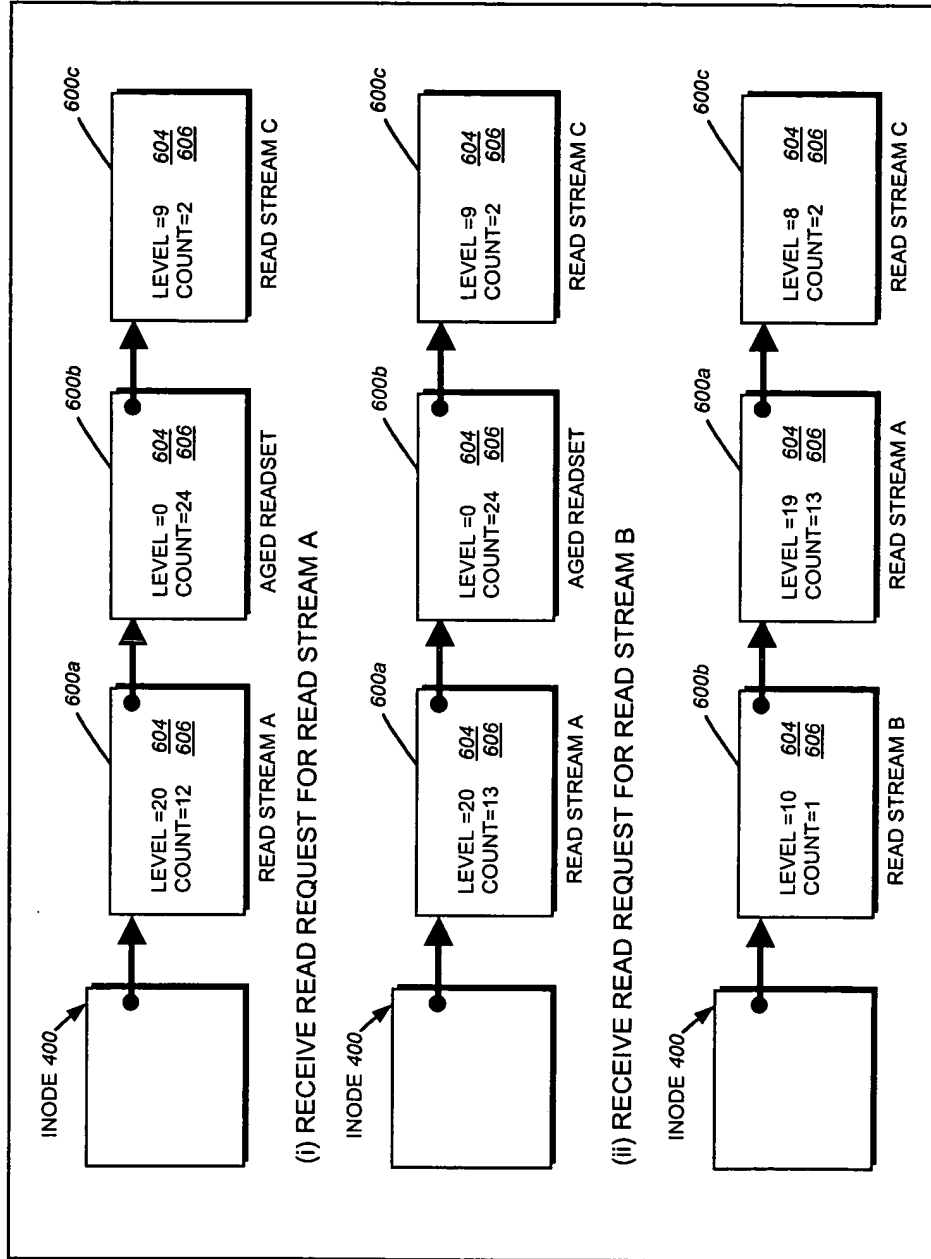 INODE 400
600a
600b
600c
LEVEL =20
COUNT=12
604
606
LEVEL =0
COUNT=24
604
606
LEVEL =9
COUNT=2
604
606
READ STREAM A
AGED READSET
READ STREAM C
(i) RECEIVE READ REQUEST FOR READ STREAM A
INODE 400
600a
600b
600c
LEVEL =20
COUNT=13
604
606
LEVEL =0
COUNT=24
604
606
LEVEL =9
COUNT=2
604
606
READ STREAM A
AGED READSET
READ STREAM C
(ii) RECEIVE READ REQUEST FOR READ STREAM B
INODE 400
600b
600a
600c
LEVEL =10
COUNT=1
604
606
LEVEL =19
COUNT=13
604
606
LEVEL =8
COUNT=2
604
606
READ STREAM B
READ STREAM A
READ STREAM C